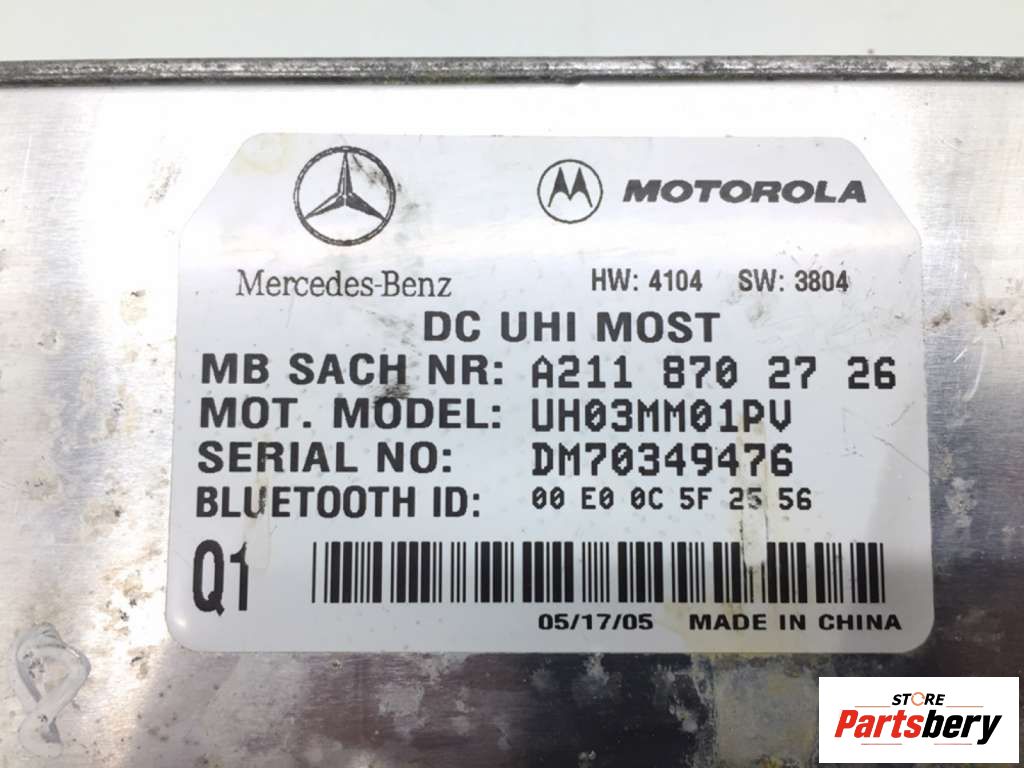 MOTOROLA
Mercedes-Benz HW: 4104 SW: 3804
DC UHI MOST
MB SACH NR: A211 870 27 26
MOT. MODEL: UH03MM01PV
SERIAL NO: DM70349476
BLUETOOTH ID: 00 E0 0C 5F 25 56
Q1
05/17/05 MADE IN CHINA
STORE
Partsbery